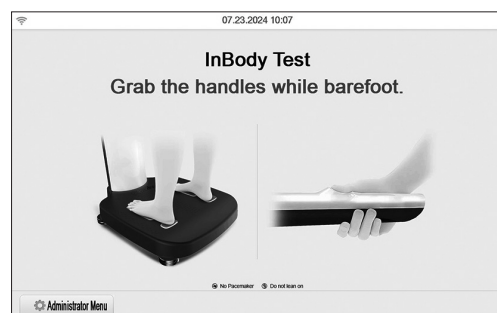 07.23.2024 10:07
InBody Test
Grab the handles while barefoot.
No Pacemaker Do not lean on
Administrator Menu